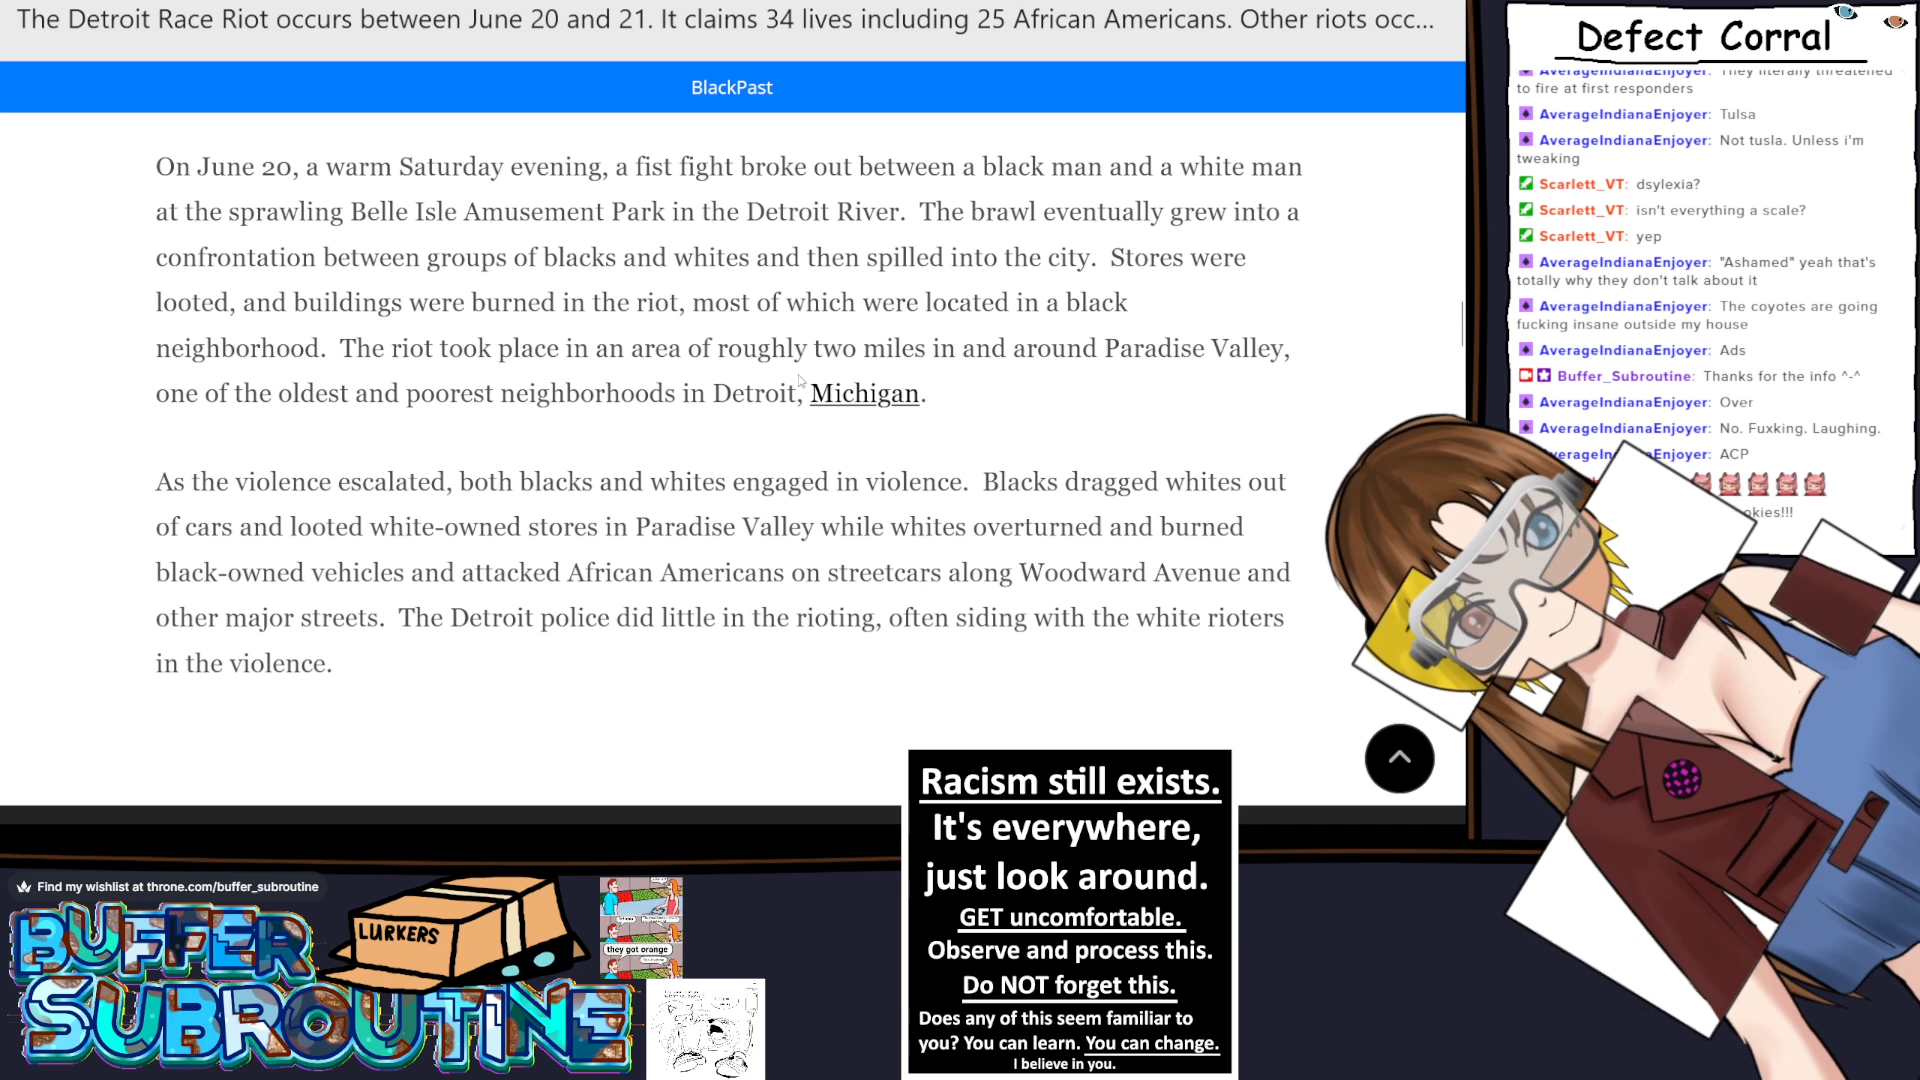 The Detroit Race Riot occurs between June 20 and 21. It claims 34 lives including 25 African Americans. Other riots occ...
BlackPast
On June 20, a warm Saturday evening, a fist fight broke out between a black man and a white man
at the sprawling Belle Isle Amusement Park in the Detroit River.  The brawl eventually grew into a
confrontation between groups of blacks and whites and then spilled into the city.  Stores were
looted, and buildings were burned in the riot, most of which were located in a black
neighborhood.  The riot took place in an area of roughly two miles in and around Paradise Valley,
one of the oldest and poorest neighborhoods in Detroit, Michigan.
As the violence escalated, both blacks and whites engaged in violence.  Blacks dragged whites out
of cars and looted white-owned stores in Paradise Valley while whites overturned and burned
black-owned vehicles and attacked African Americans on streetcars along Woodward Avenue and
other major streets.  The Detroit police did little in the rioting, often siding with the white rioters
in the violence.
Defect Corral
AverageIndianaEnjoyer: They literally threatened
to fire at first responders
AverageIndianaEnjoyer: Tulsa
AverageIndianaEnjoyer: Not tusla. Unless i'm
tweaking
Scarlett_VT: dsylexia?
Scarlett_VT: isn't everything a scale?
Scarlett_VT: yep
AverageIndianaEnjoyer: "Ashamed" yeah that's
totally why they don't talk about it
AverageIndianaEnjoyer: The coyotes are going
fucking insane outside my house
AverageIndianaEnjoyer: Ads
Buffer_Subroutine: Thanks for the info ^-^
AverageIndianaEnjoyer: Over
AverageIndianaEnjoyer: No. Fuxking. Laughing.
Enjoyer: ACP
okies!!!
Find my wishlist at throne.com/buffer_subroutine
BUFFER
SUBROUTINE
LURKERS
they got orange
Racism still exists.
It's everywhere,
just look around.
GET uncomfortable.
Observe and process this.
Do NOT forget this.
Does any of this seem familiar to
you? You can learn. You can change.
I believe in you.